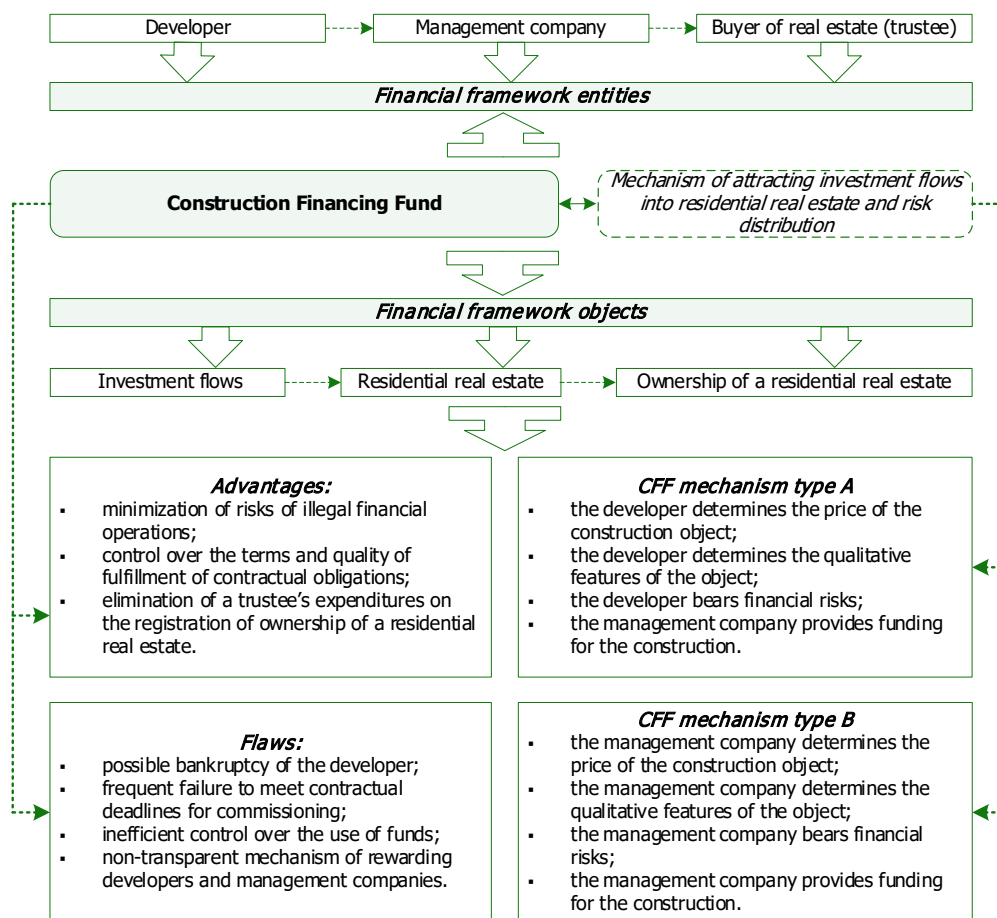 Developer
Management company
Buyer of real estate (trustee)
Financial framework entities
Construction Financing Fund
Mechanism of attracting investment flows
into residential real estate and risk
distribution
Financial framework objects
Investment flows
Residential real estate
Ownership of a residential real estate
Advantages:
▪ minimization of risks of illegal financial
operations;
▪ control over the terms and quality of
fulfillment of contractual obligations;
▪ elimination of a trustee's expenditures on
the registration of ownership of a residential
real estate.
CFF mechanism type A
▪ the developer determines the price of the
construction object;
▪ the developer determines the qualitative
features of the object;
▪ the developer bears financial risks;
▪ the management company provides funding
for the construction.
Flaws:
▪ possible bankruptcy of the developer;
▪ frequent failure to meet contractual
deadlines for commissioning;
▪ inefficient control over the use of funds;
▪ non-transparent mechanism of rewarding
developers and management companies.
CFF mechanism type B
▪ the management company determines the
price of the construction object;
▪ the management company determines the
qualitative features of the object;
▪ the management company bears financial
risks;
▪ the management company provides funding
for the construction.